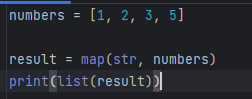 numbers = [1, 2, 3, 5]
result = map(str, numbers)
print(list(result))